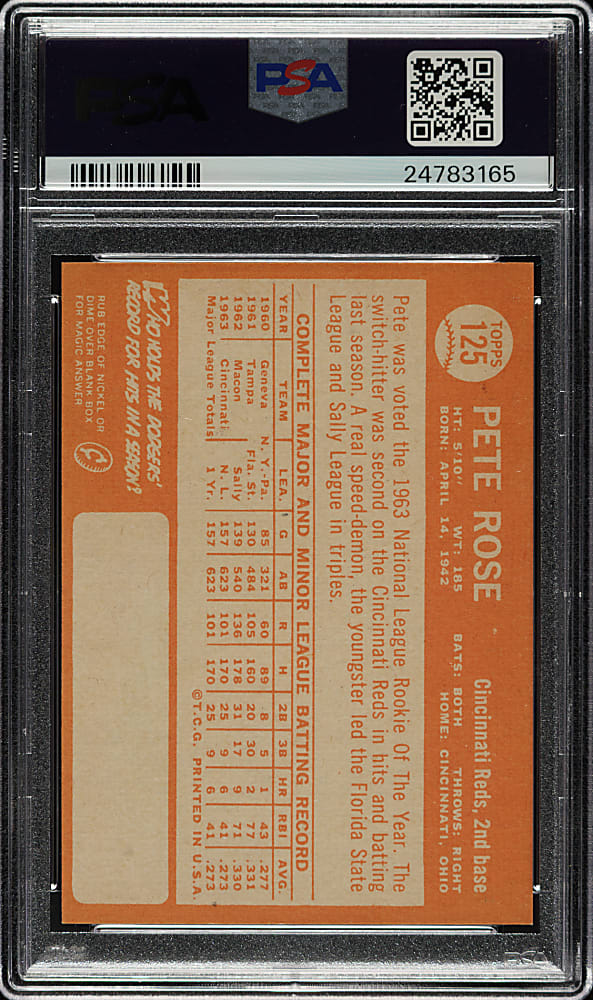 PSA
PSA
24783165
TOPPS
125
PETE ROSE
Cincinnati Reds, 2nd base
HT: 5'10" WT: 185 BATS: BOTH THROWS: RIGHT
BORN: APRIL 14, 1942 HOME: CINCINNATI, OHIO
Pete was voted the 1963 National League Rookie Of The Year. The
switch-hitter was second on the Cincinnati Reds in hits and batting
last season. A real speed-demon, the youngster led the Florida State
League and Sally League in triples.
COMPLETE MAJOR AND MINOR LEAGUE BATTING RECORD
YEAR TEAM LEA. G AB R H 2B 3B HR RBI AVG.
1960 Geneva N. Y.-Pa. 85 321 60 89 8 5 1 43 .277
1961 Tampa Fla. St. 130 484 105 160 20 30 2 77 .331
1962 Macon Sally 139 540 136 178 31 17 9 71 .330
1963 Cincinnati N. L. 157 623 101 170 25 9 6 41 .273
Major League Totals 1 Yr. 157 623 101 170 25 9 6 41 .273
©T.C.G. PRINTED IN U.S.A.
WHO HOLDS THE DODGERS'
RECORD FOR HITS IN A SEASON?
RUB EDGE OF NICKEL OR
DIME OVER BLANK BOX
FOR MAGIC ANSWER